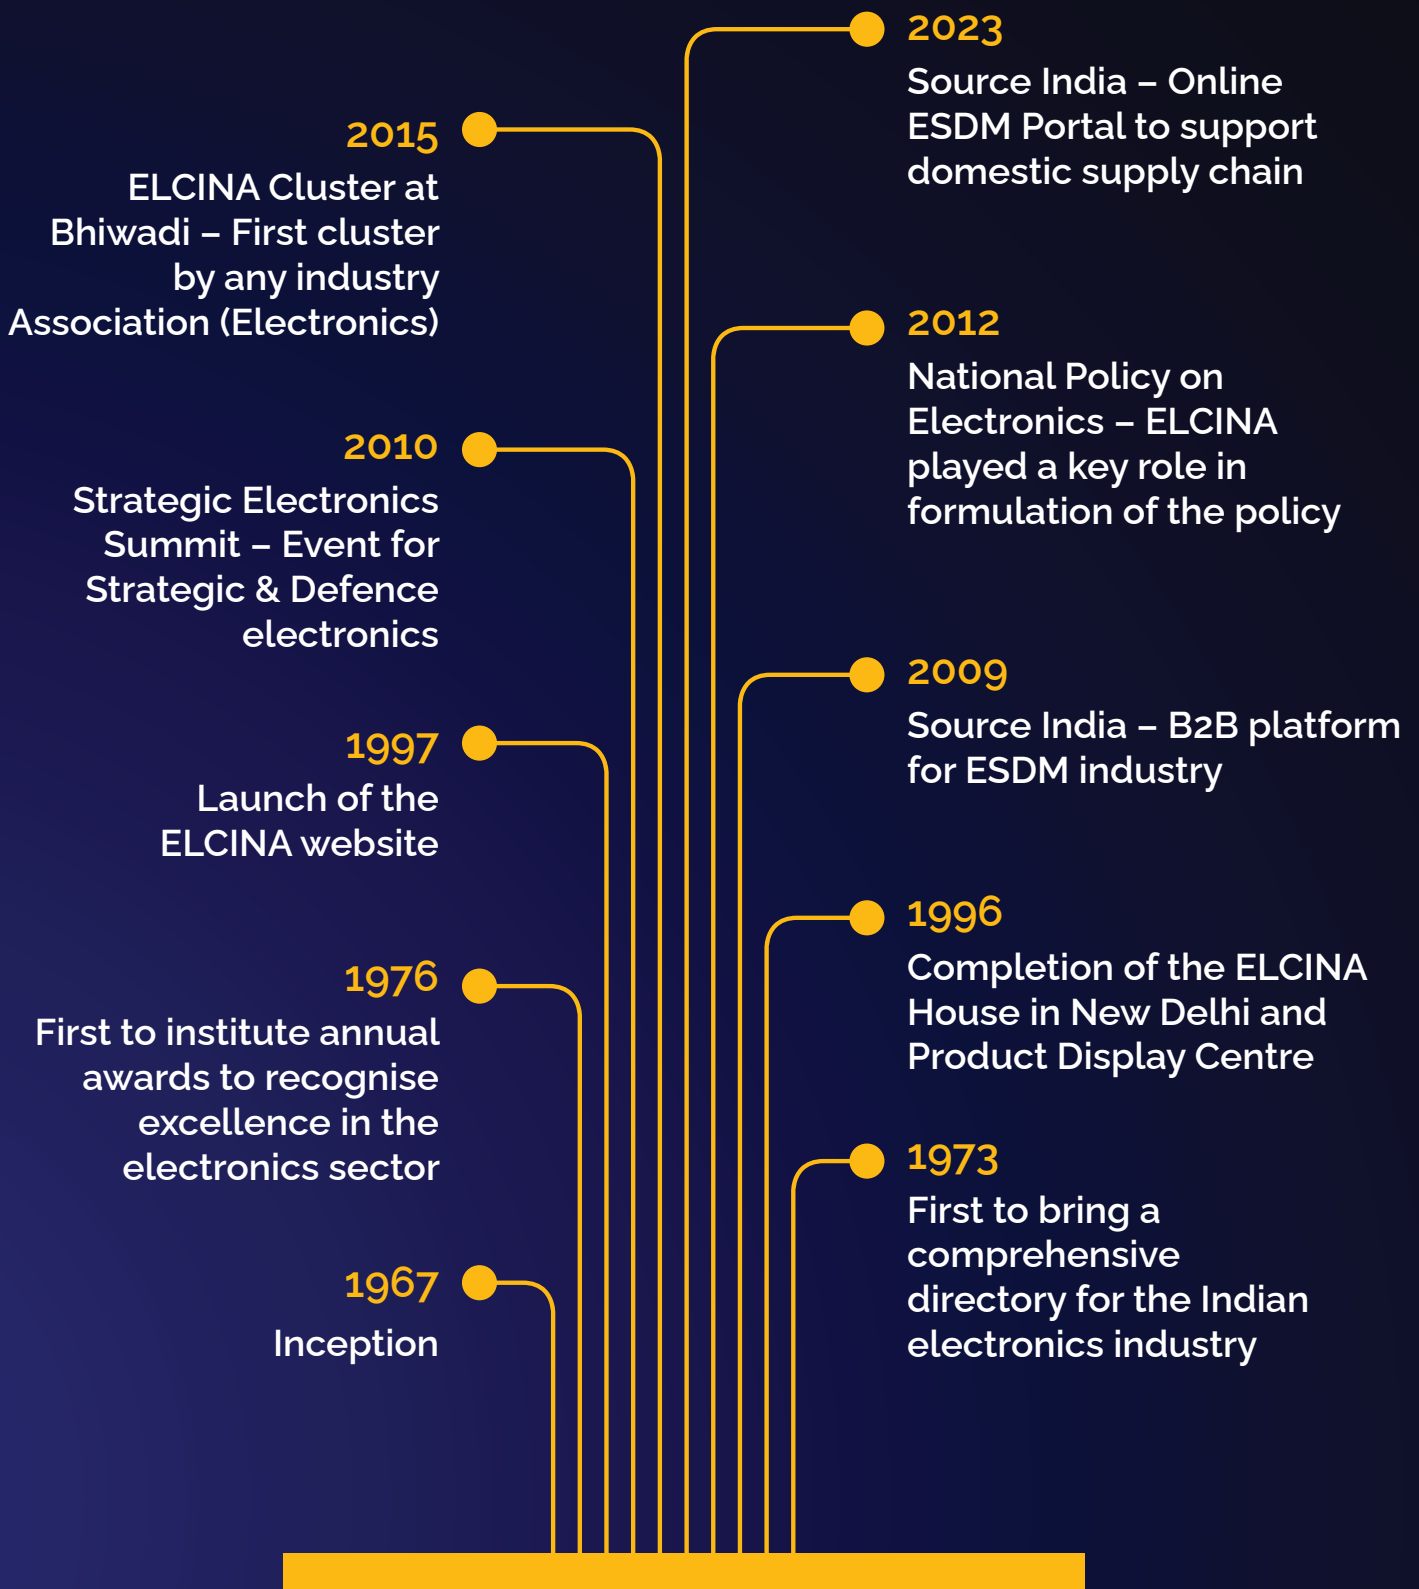 2015
ELCINA Cluster at
Bhiwadi – First cluster
by any industry
Association (Electronics)
2010
Strategic Electronics
Summit – Event for
Strategic & Defence
electronics
1997
Launch of the
ELCINA website
1976
First to institute annual
awards to recognise
excellence in the
electronics sector
1967
Inception
2023
Source India – Online
ESDM Portal to support
domestic supply chain
2012
National Policy on
Electronics – ELCINA
played a key role in
formulation of the policy
2009
Source India – B2B platform
for ESDM industry
1996
Completion of the ELCINA
House in New Delhi and
Product Display Centre
1973
First to bring a
comprehensive
directory for the Indian
electronics industry